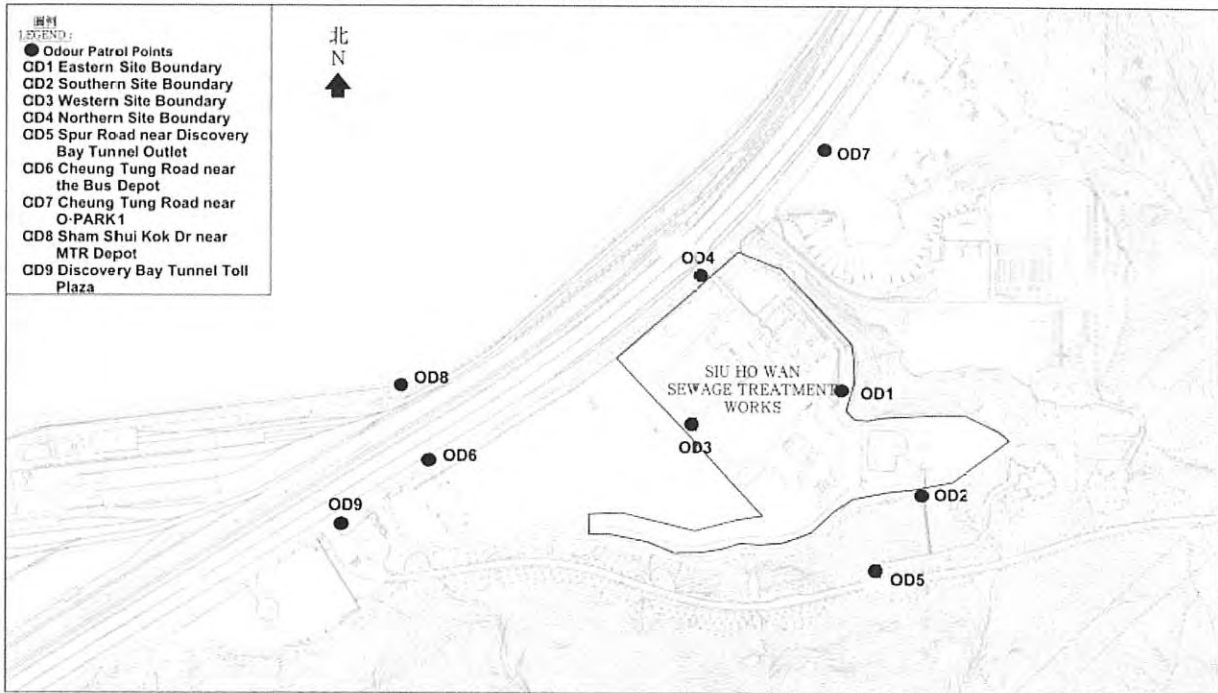 圖例
LEGEND:
Odour Patrol Points
OD1 Eastern Site Boundary
OD2 Southern Site Boundary
OD3 Western Site Boundary
OD4 Northern Site Boundary
OD5 Spur Road near Discovery
Bay Tunnel Outlet
OD6 Cheung Tung Road near
the Bus Depot
OD7 Cheung Tung Road near
O·PARK1
OD8 Sham Shui Kok Dr near
MTR Depot
OD9 Discovery Bay Tunnel Toll
Plaza
北
N
OD7
OD4
SIU HO WAN
SEWAGE TREATMENT
WORKS
OD8
OD1
OD3
OD6
OD2
OD9
OD5